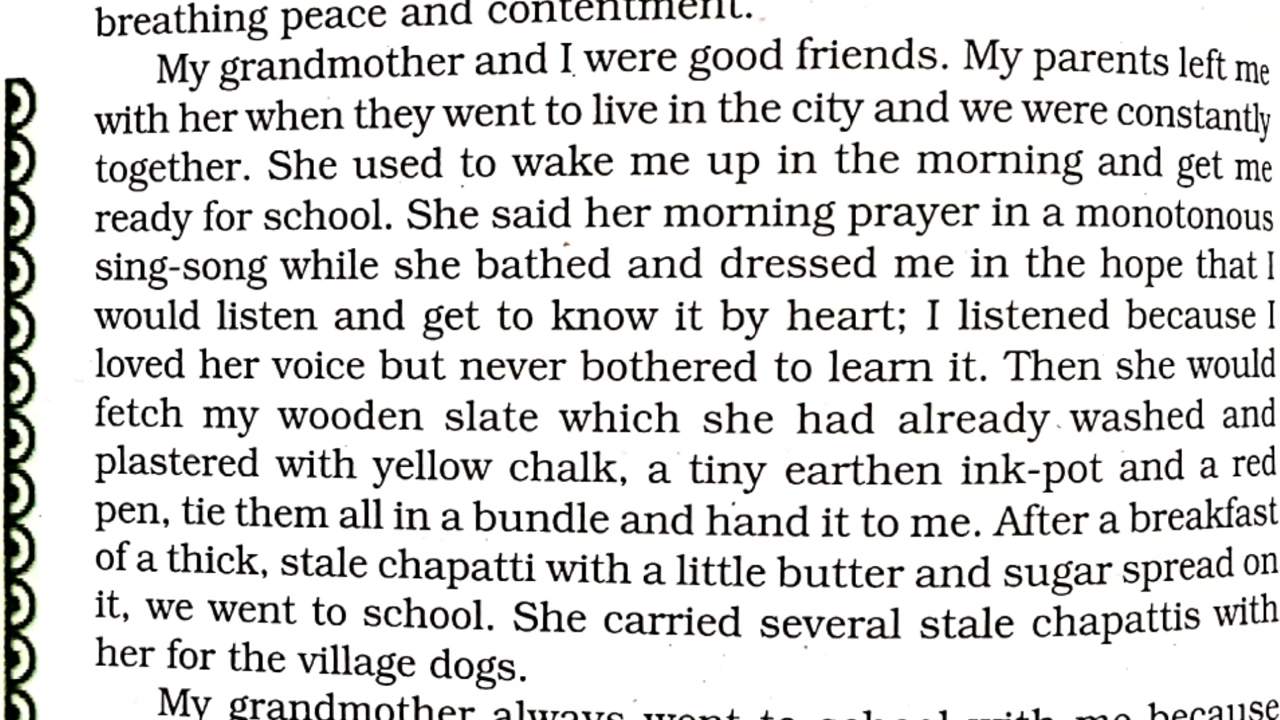 breathing peace and contentment.
My grandmother and I were good friends. My parents left me
with her when they went to live in the city and we were constantly
together. She used to wake me up in the morning and get me
ready for school. She said her morning prayer in a monotonous
sing-song while she bathed and dressed me in the hope that I
would listen and get to know it by heart; I listened because I
loved her voice but never bothered to learn it. Then she would
fetch my wooden slate which she had already washed and
plastered with yellow chalk, a tiny earthen ink-pot and a red
pen, tie them all in a bundle and hand it to me. After a breakfast
of a thick, stale chapatti with a little butter and sugar spread on
it, we went to school. She carried several stale chapattis with
her for the village dogs.
My grandmother always went to school with me because